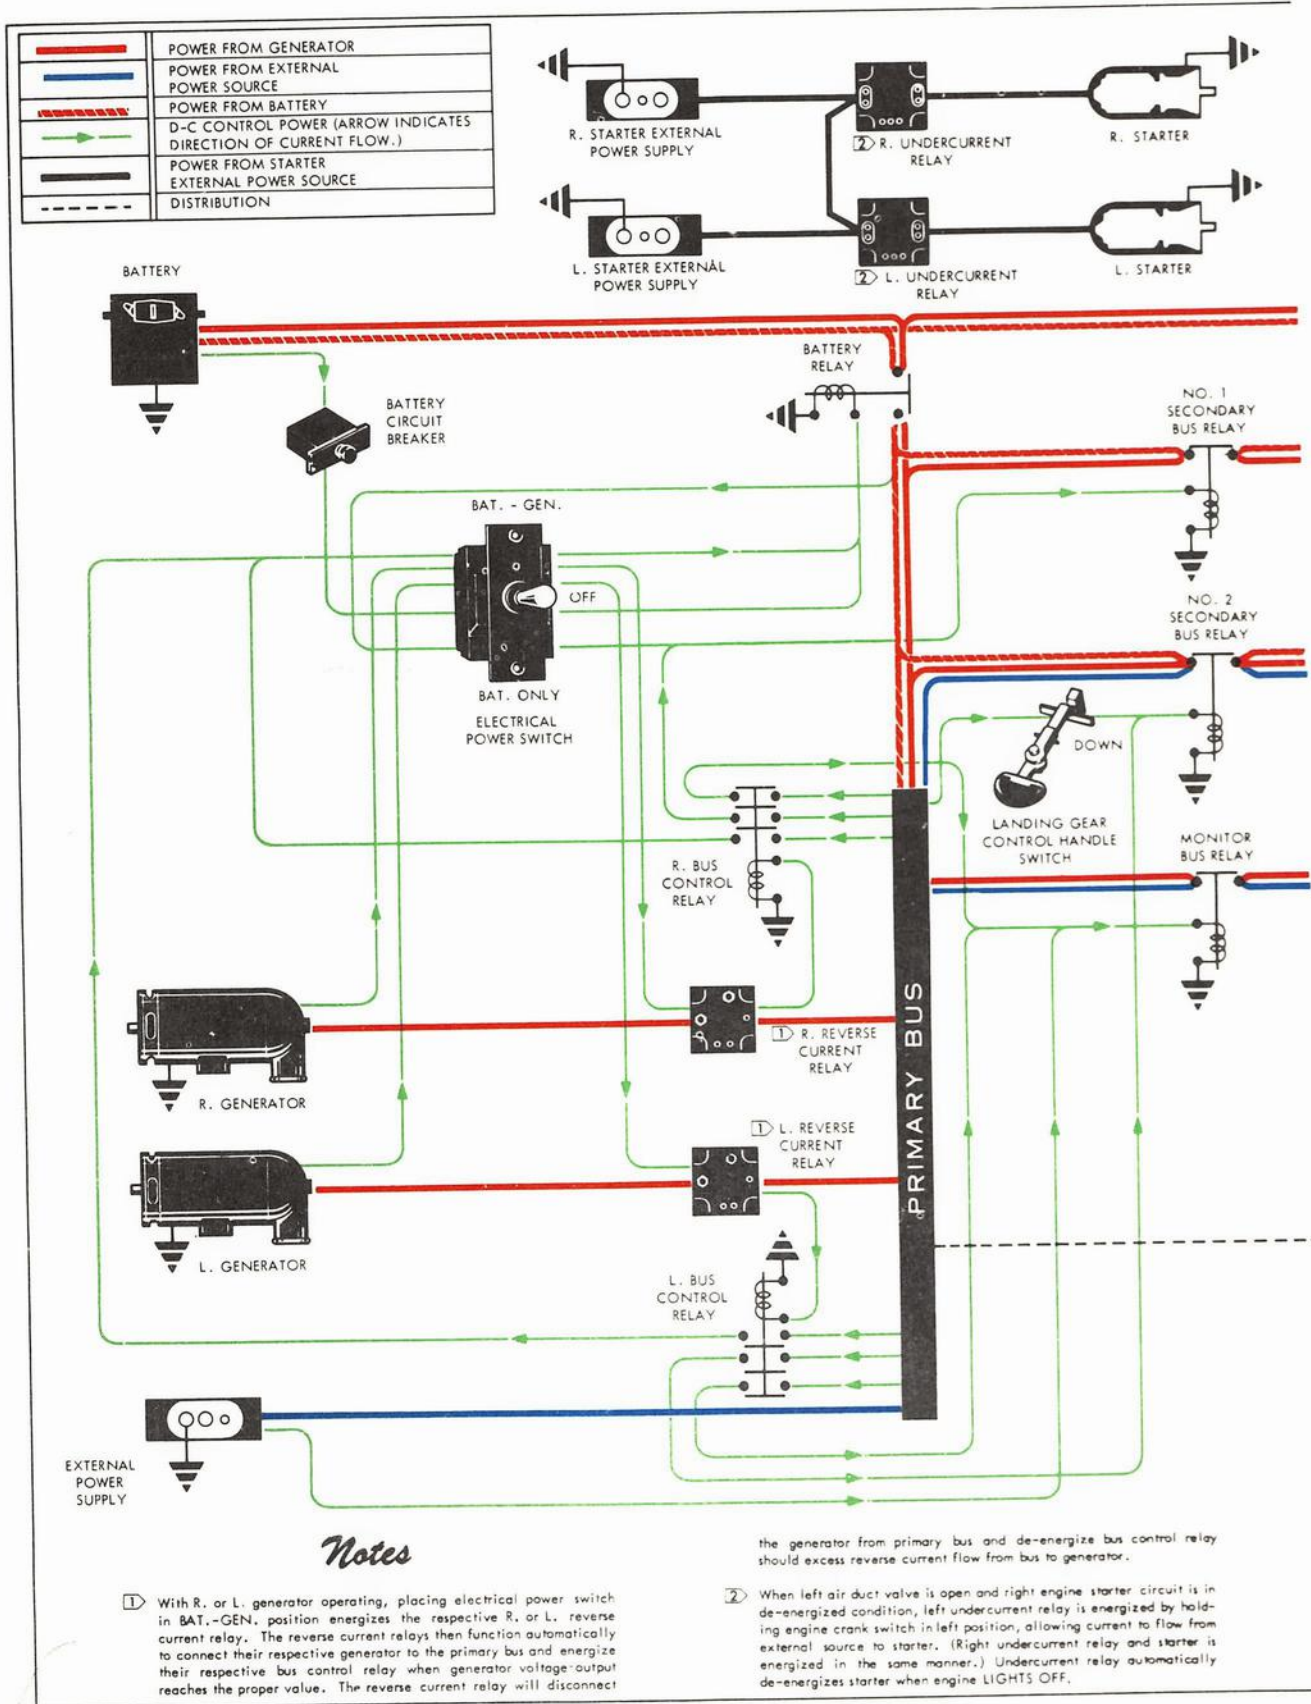 POWER FROM GENERATOR
POWER FROM EXTERNAL
POWER SOURCE
POWER FROM BATTERY
D-C CONTROL POWER (ARROW INDICATES
DIRECTION OF CURRENT FLOW.)
POWER FROM STARTER
EXTERNAL POWER SOURCE
DISTRIBUTION
R. STARTER EXTERNAL
POWER SUPPLY
2 R. UNDERCURRENT
RELAY
R. STARTER
L. STARTER EXTERNAL
POWER SUPPLY
2 L. UNDERCURRENT
RELAY
L. STARTER
BATTERY
BATTERY
RELAY
BATTERY
CIRCUIT
BREAKER
NO. 1
SECONDARY
BUS RELAY
BAT. - GEN.
OFF
BAT. ONLY
ELECTRICAL
POWER SWITCH
NO. 2
SECONDARY
BUS RELAY
DOWN
LANDING GEAR
CONTROL HANDLE
SWITCH
MONITOR
BUS RELAY
R. BUS
CONTROL
RELAY
PRIMARY BUS
1 R. REVERSE
CURRENT
RELAY
R. GENERATOR
1 L. REVERSE
CURRENT
RELAY
L. GENERATOR
L. BUS
CONTROL
RELAY
EXTERNAL
POWER
SUPPLY
Notes
1 With R. or L. generator operating, placing electrical power switch
in BAT.-GEN. position energizes the respective R. or L. reverse
current relay. The reverse current relays then function automatically
to connect their respective generator to the primary bus and energize
their respective bus control relay when generator voltage output
reaches the proper value. The reverse current relay will disconnect
the generator from primary bus and de-energize bus control relay
should excess reverse current flow from bus to generator.
2 When left air duct valve is open and right engine starter circuit is in
de-energized condition, left undercurrent relay is energized by hold-
ing engine crank switch in left position, allowing current to flow from
external source to starter. (Right undercurrent relay and starter is
energized in the same manner.) Undercurrent relay automatically
de-energizes starter when engine LIGHTS OFF.